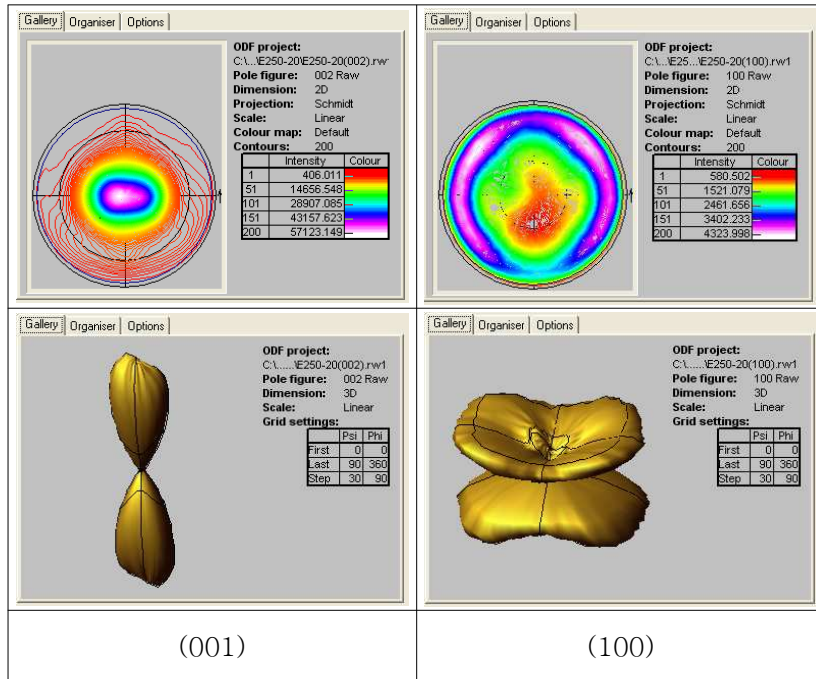 Gallery Organiser Options
ODF project:
C:\...\E250-20\E250-20(002).rw1
Pole figure: 002 Raw
Dimension: 2D
Projection: Schmidt
Scale: Linear
Colour map: Default
Contours: 200
Intensity Colour
1 406.011
51 14656.548
101 28907.085
151 43157.623
200 57123.149
Gallery Organiser Options
ODF project:
C:\...\E25...\E250-20(100).rw1
Pole figure: 100 Raw
Dimension: 2D
Projection: Schmidt
Scale: Linear
Colour map: Default
Contours: 200
Intensity Colour
1 580.502
51 1521.079
101 2461.656
151 3402.233
200 4323.998
Gallery Organiser Options
ODF project:
C:\......\E250-20(002).rw1
Pole figure: 002 Raw
Dimension: 3D
Scale: Linear
Grid settings:
Psi Phi
First 0 0
Last 90 360
Step 30 90
Gallery Organiser Options
ODF project:
C:\......\E250-20(100).rw1
Pole figure: 100 Raw
Dimension: 3D
Scale: Linear
Grid settings:
Psi Phi
First 0 0
Last 90 360
Step 30 90
(001)
(100)